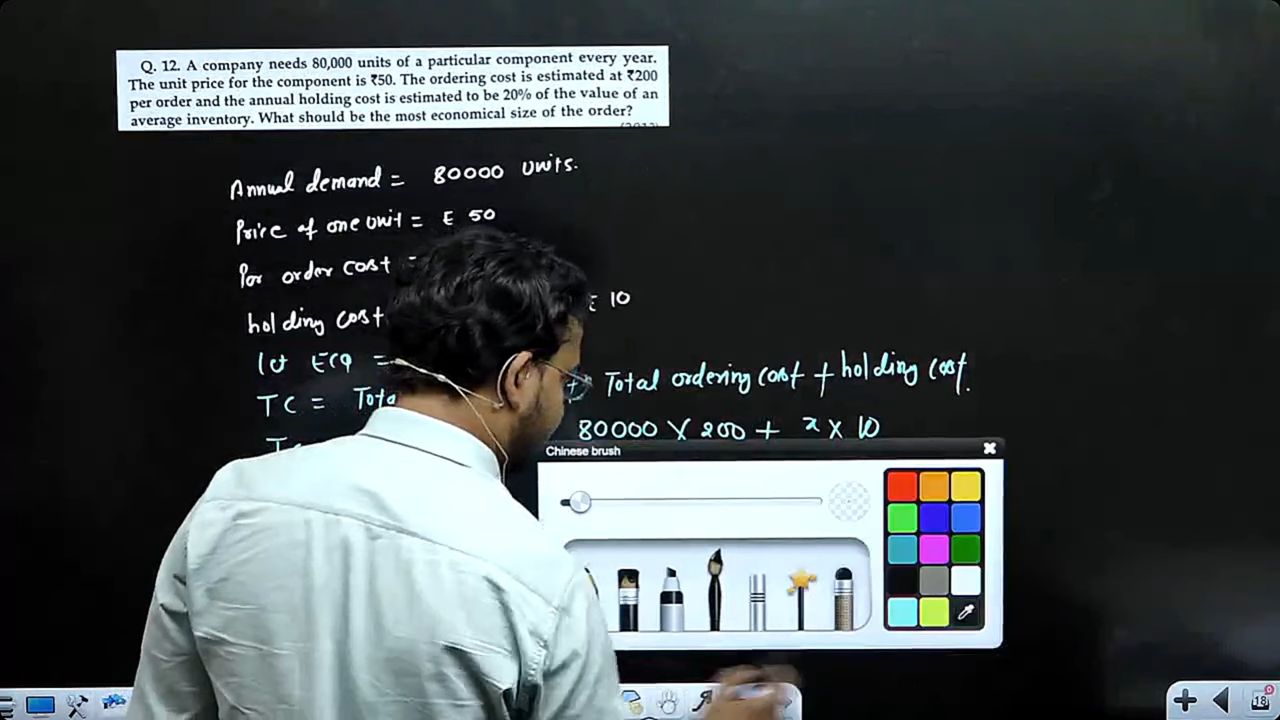 Q. 12. A company needs 80,000 units of a particular component every year.
The unit price for the component is ₹50. The ordering cost is estimated at ₹200
per order and the annual holding cost is estimated to be 20% of the value of an
average inventory. What should be the most economical size of the order?
Annual demand = 80000 Units.
Price of one unit = E 50
Per order cost =
holding cost 10
let EOQ =
TC = Tota + Total ordering cost + holding cost.
80000 X 200 + x X 10
Chinese brush
18